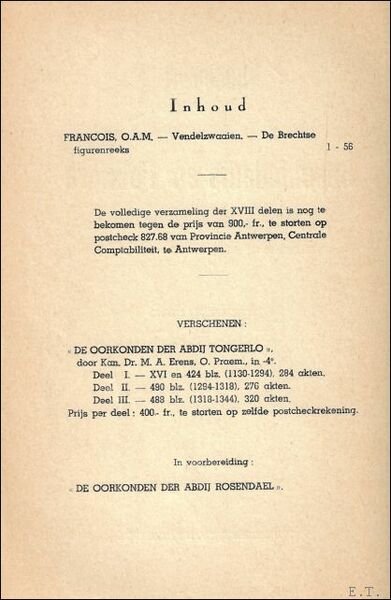 Inhoud
FRANCOIS, O.A.M. — Vendelzwaaien. — De Brechtse
figurenreeks 1 - 56
De volledige verzameling der XVIII delen is nog te
bekomen tegen de prijs van 900,- fr., te storten op
postcheck 827.68 van Provincie Antwerpen, Centrale
Comptabiliteit, te Antwerpen.
VERSCHENEN :
« DE OORKONDEN DER ABDIJ TONGERLO »,
door Kan. Dr. M. A. Erens, O. Praem., in -4°.
Deel I. — XVI en 424 blz. (1130-1294), 284 akten.
Deel II. — 490 blz. (1294-1318), 276 akten.
Deel III. — 488 blz. (1318-1344), 320 akten.
Prijs per deel : 400.- fr., te storten op zelfde postcheckrekening.
In voorbereiding :
« DE OORKONDEN DER ABDIJ ROSENDAEL ».
E.T.